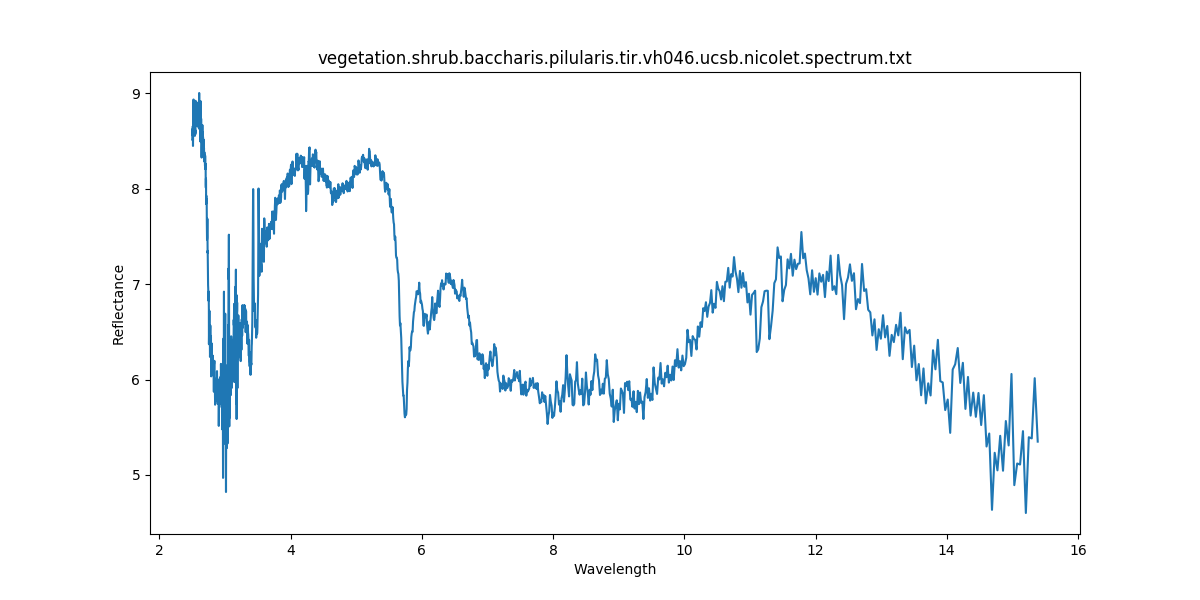 vegetation.shrub.baccharis.pilularis.tir.vh046.ucsb.nicolet.spectrum.txt
9
8
7
6
5
Reflectance
2 4 6 8 10 12 14 16
Wavelength